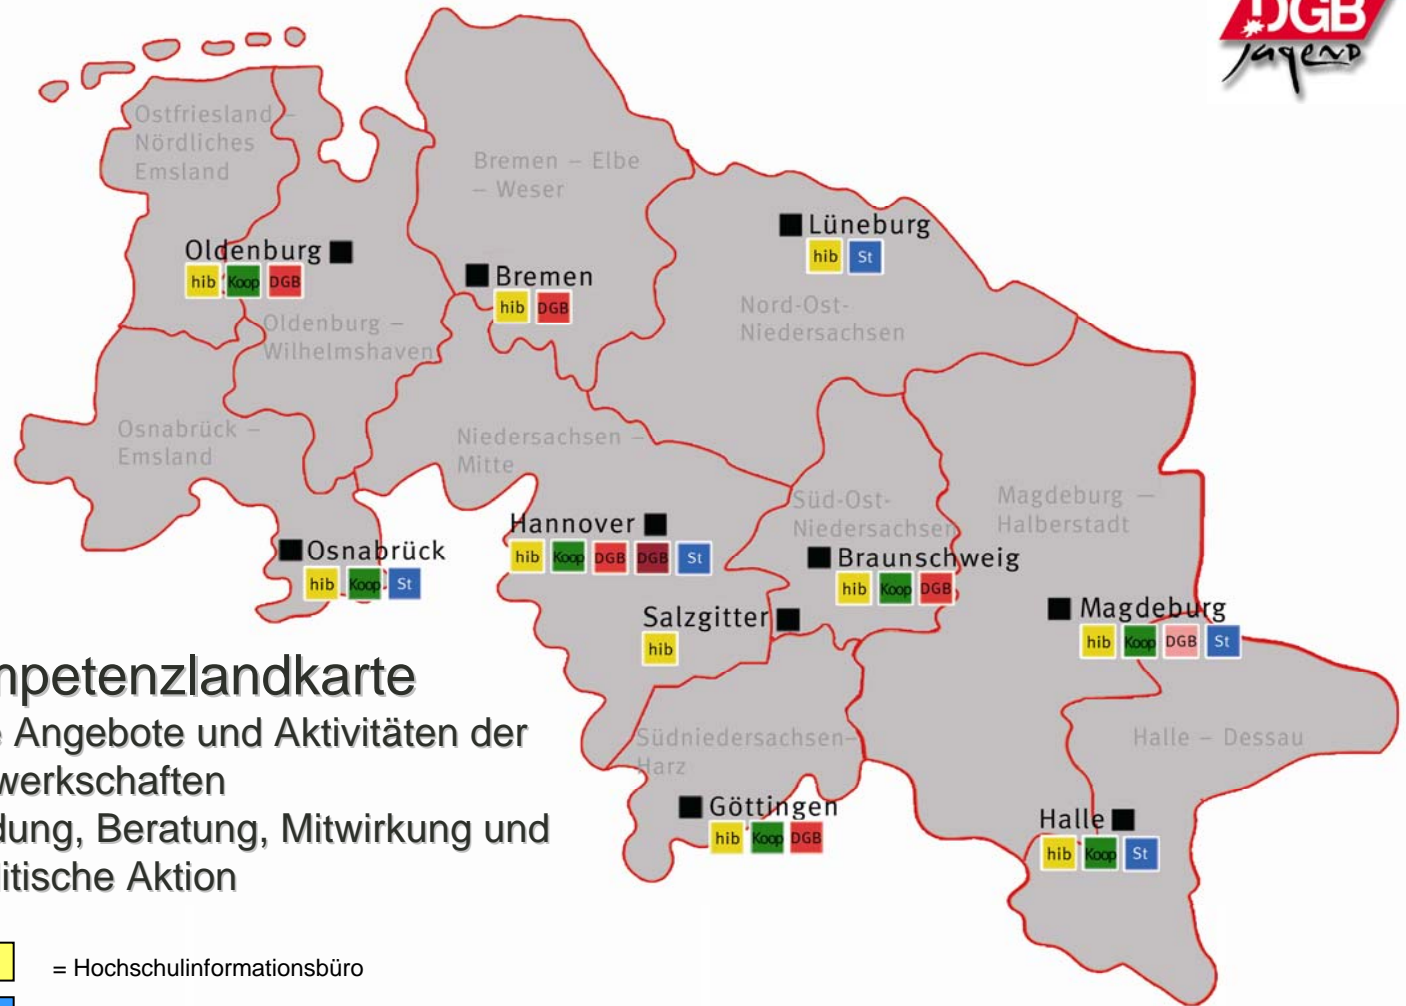 DGB
Jugend
Ostfriesland –
Nördliches
Emsland
Bremen – Elbe
– Weser
Lüneburg
hib St
Oldenburg
hib Koop DGB
Bremen
hib DGB
Nord-Ost-
Niedersachsen
Oldenburg –
Wilhelmshaven
Osnabrück –
Emsland
Niedersachsen –
Mitte
Süd-Ost-
Niedersachsen
Magdeburg –
Halberstadt
Hannover
hib Koop DGB DGB St
Osnabrück
hib Koop St
Braunschweig
hib Koop DGB
Salzgitter
hib
Magdeburg
hib Koop DGB St
mpetenzlandkarte
e Angebote und Aktivitäten der
werkschaften
dung, Beratung, Mitwirkung und
litische Aktion
Südniedersachsen–
Harz
Halle – Dessau
Göttingen
hib Koop DGB
Halle
hib Koop St
= Hochschulinformationsbüro